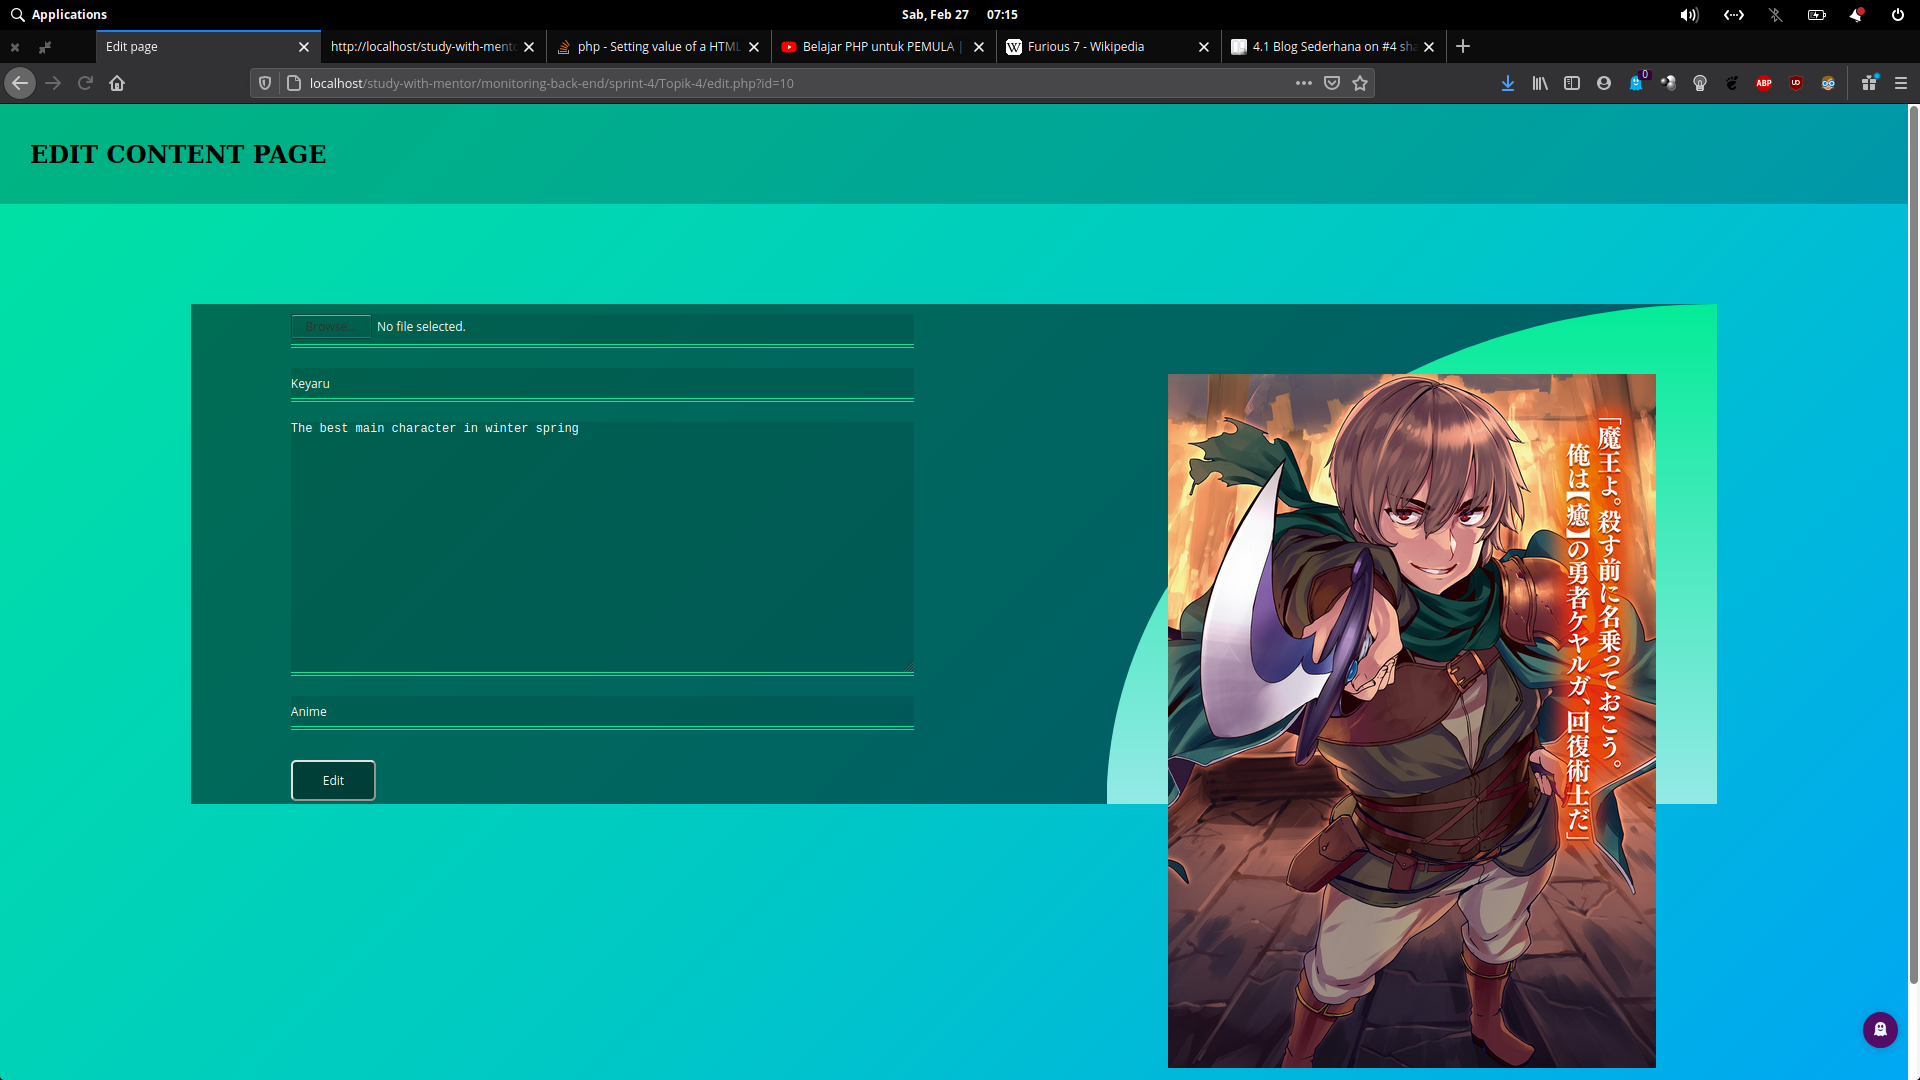 Applications
Sab, Feb 27 07:15
Edit page
http://localhost/study-with-mento
php - Setting value of a HTML
Belajar PHP untuk PEMULA |
Furious 7 - Wikipedia
4.1 Blog Sederhana on #4 sha
localhost/study-with-mentor/monitoring-back-end/sprint-4/Topik-4/edit.php?id=10
0
ABP
EDIT CONTENT PAGE
Browse... No file selected.
Keyaru
The best main character in winter spring
Anime
Edit
「魔王よ。殺す前に名乗っておこう。
俺は【癒】の勇者ケヤルガ、回復術士だ」